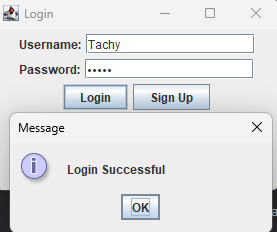 Login
Username: Tachy
Password: •••••
Login Sign Up
Message
Login Successful
OK